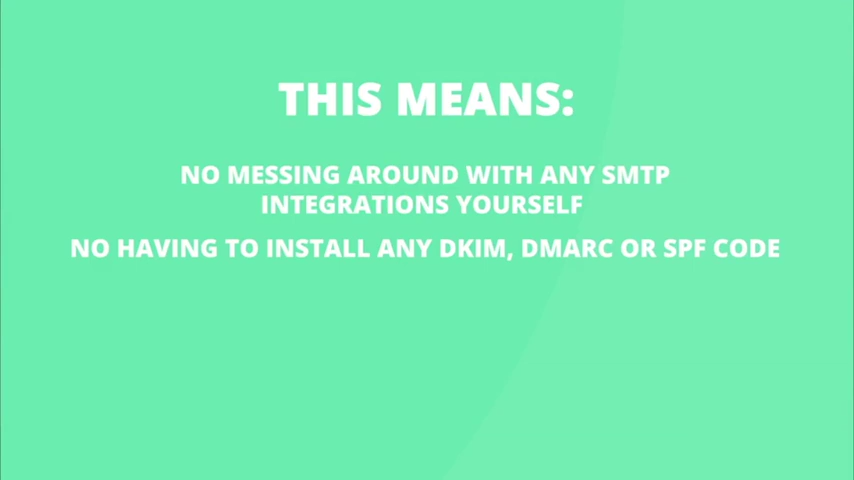 THIS MEANS:
NO MESSING AROUND WITH ANY SMTP
INTEGRATIONS YOURSELF
NO HAVING TO INSTALL ANY DKIM, DMARC OR SPF CODE